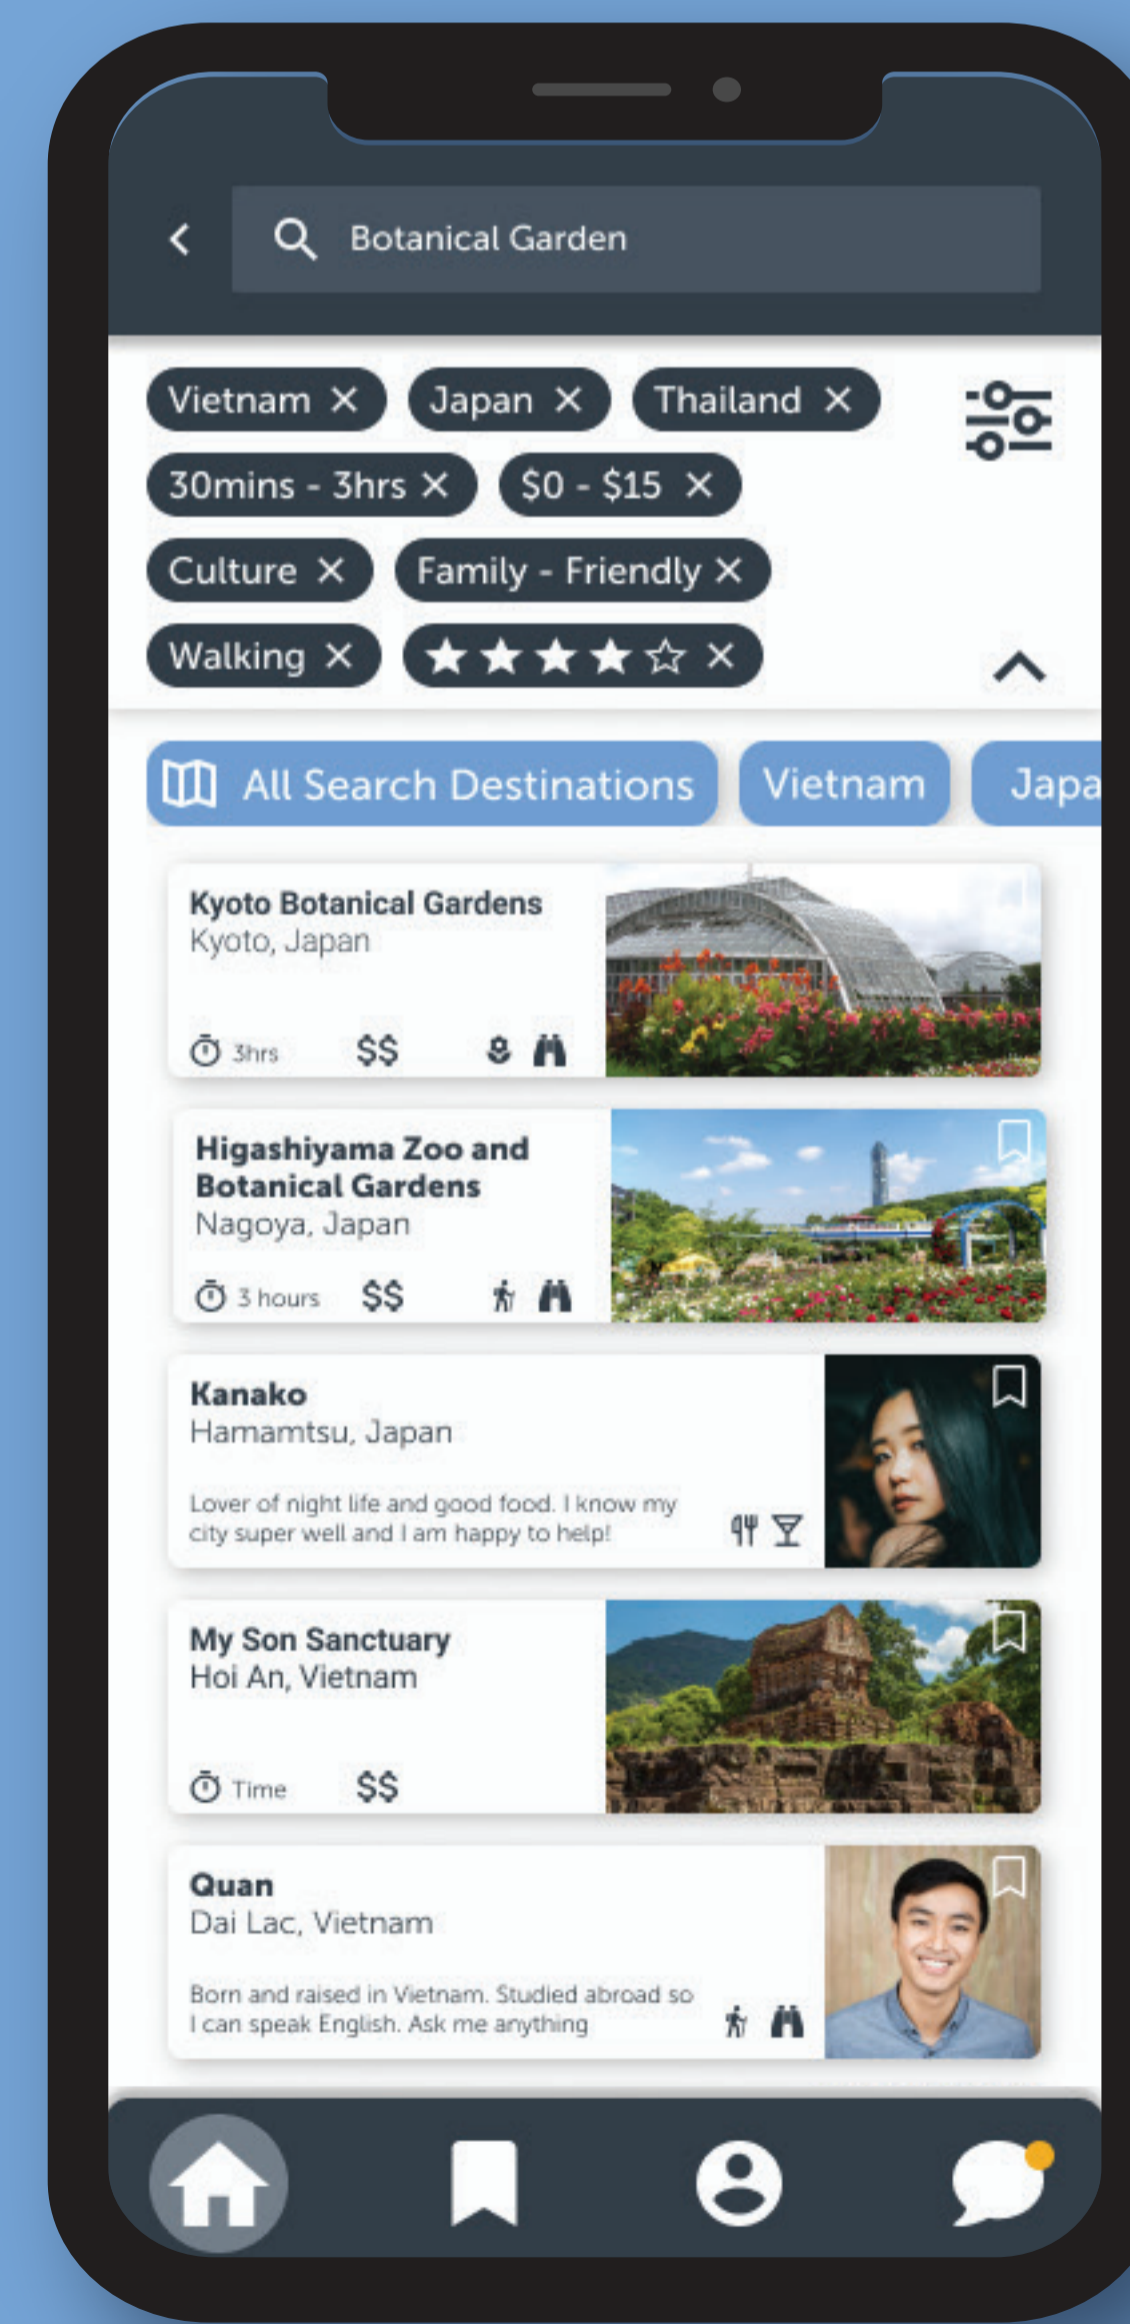 Botanical Garden
Vietnam × Japan × Thailand ×
30mins - 3hrs × $0 - $15 ×
Culture × Family - Friendly ×
Walking × ★★★★☆ ×
All Search Destinations Vietnam Japa
Kyoto Botanical Gardens
Kyoto, Japan
3hrs $$
Higashiyama Zoo and
Botanical Gardens
Nagoya, Japan
3 hours $$
Kanako
Hamamtsu, Japan
Lover of night life and good food. I know my
city super well and I am happy to help!
My Son Sanctuary
Hoi An, Vietnam
Time $$
Quan
Dai Lac, Vietnam
Born and raised in Vietnam. Studied abroad so
I can speak English. Ask me anything